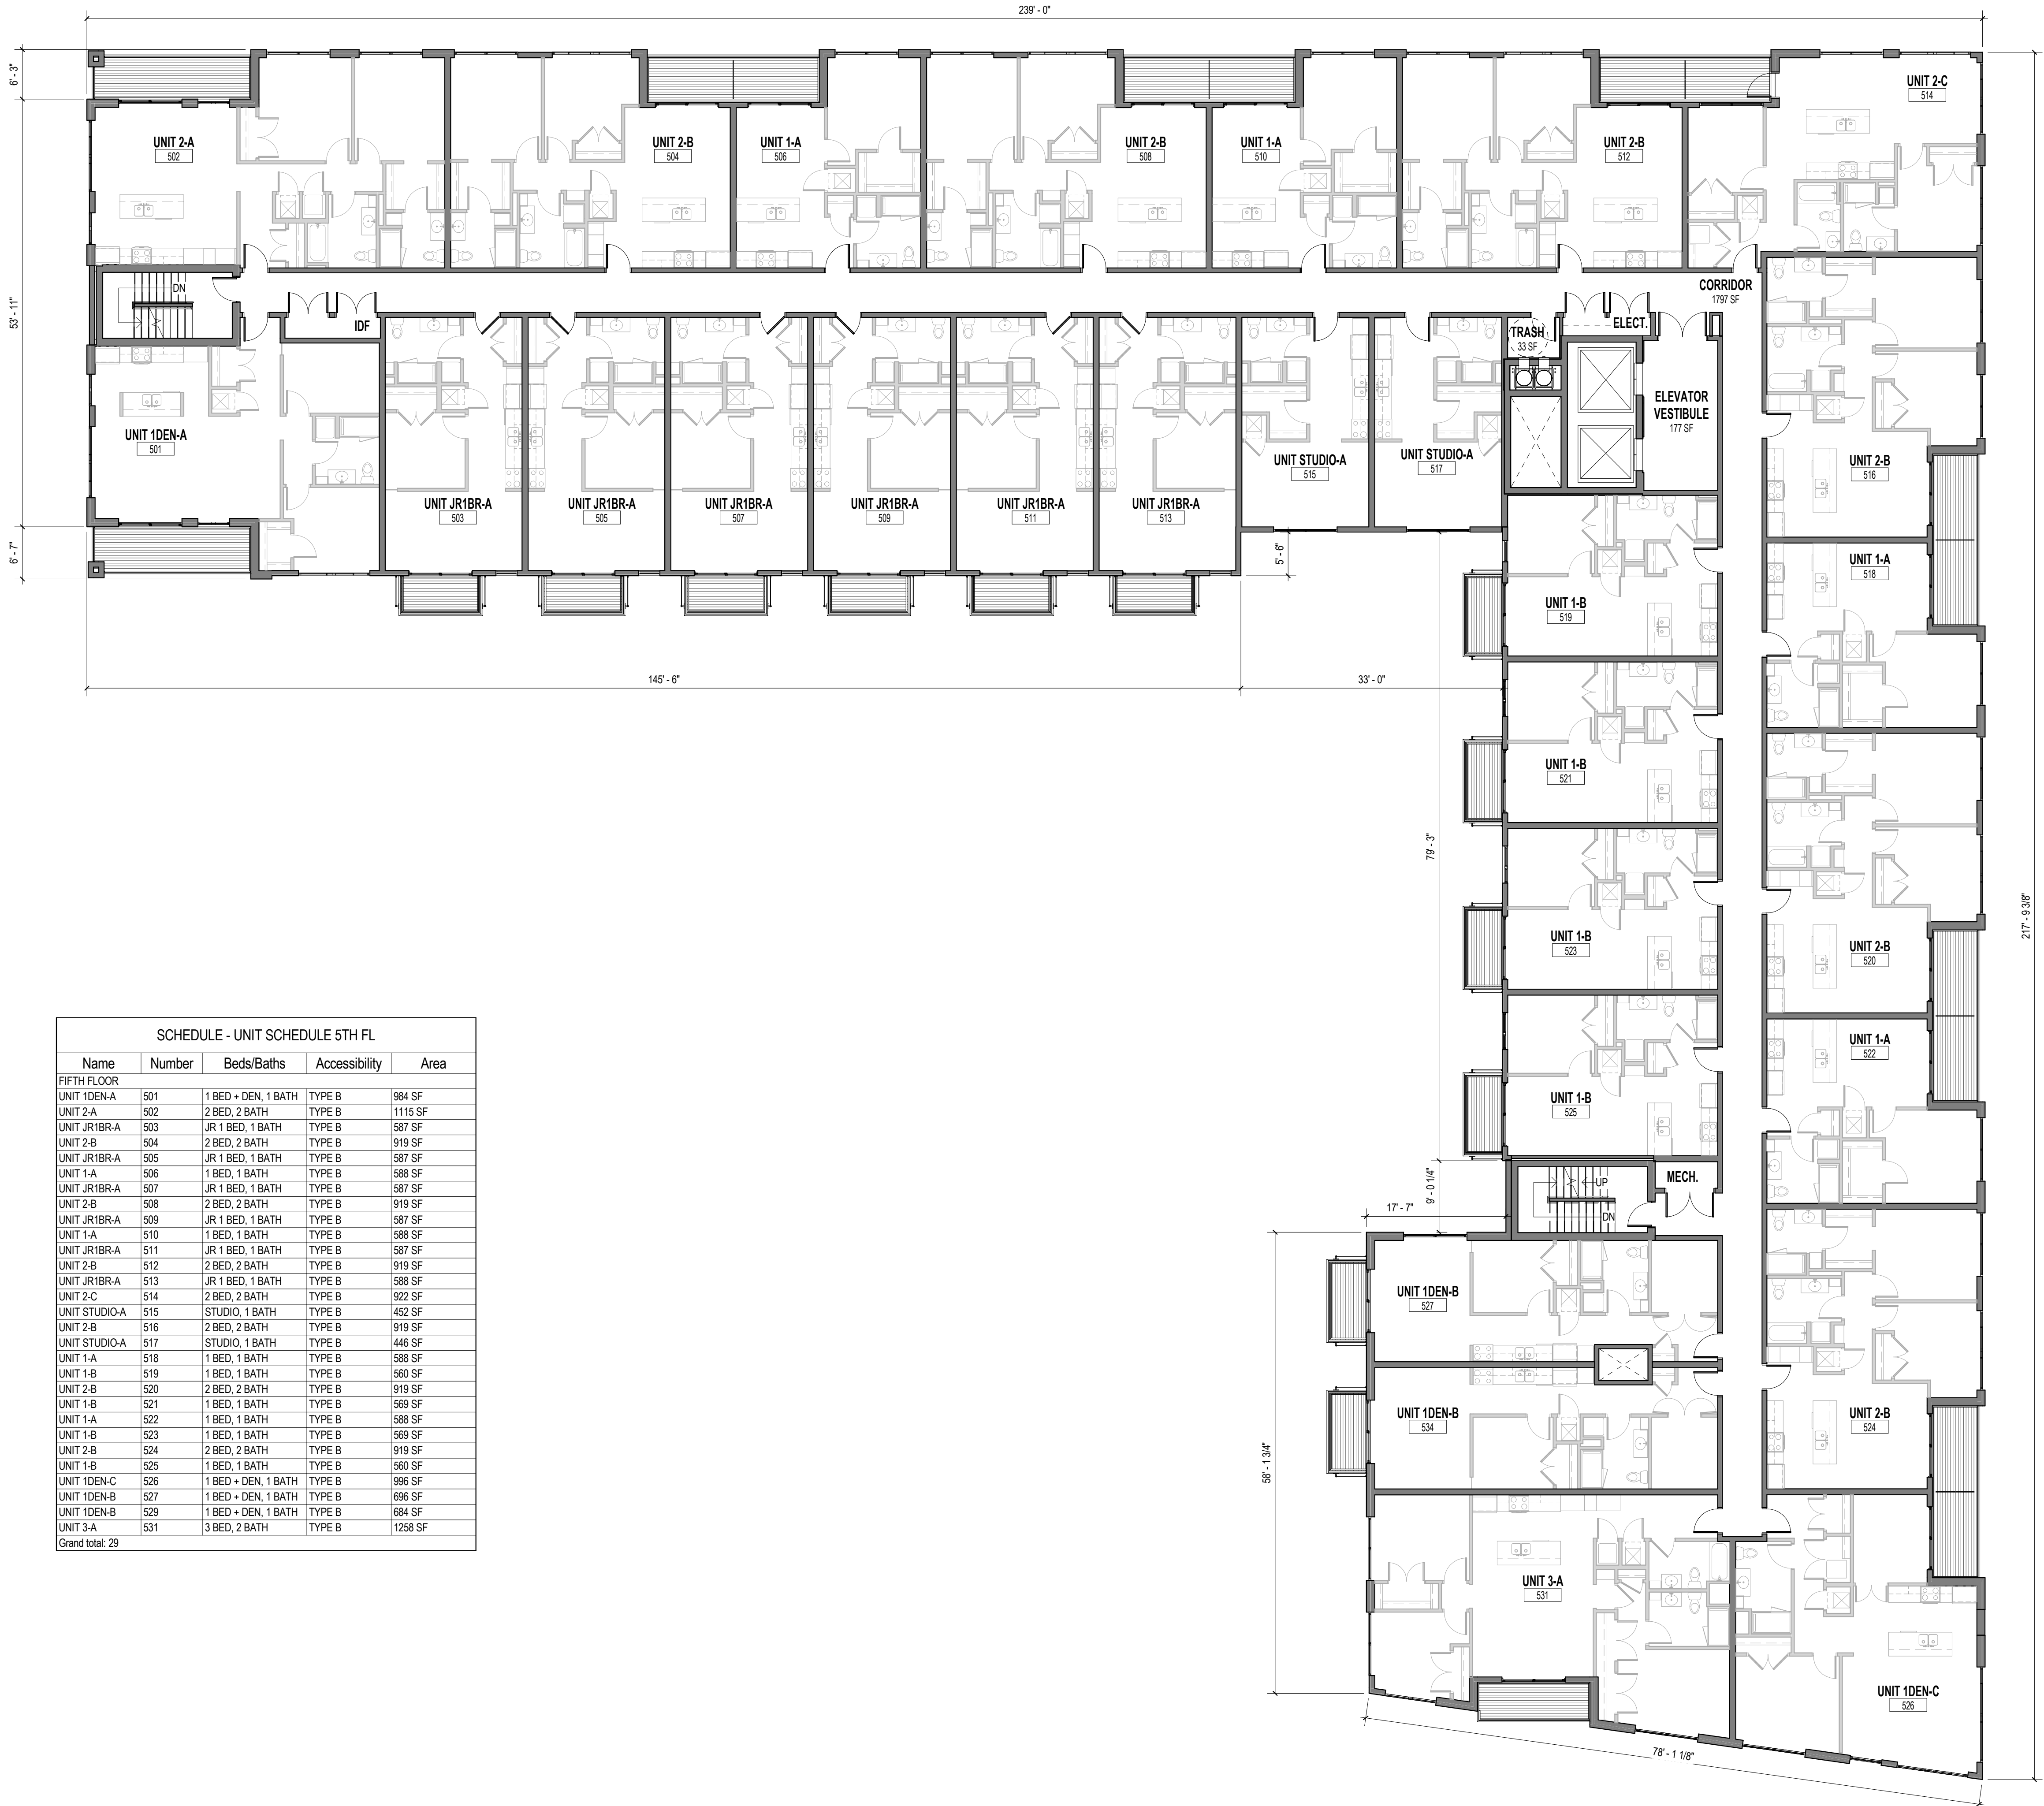 239' - 0"
6' - 3"
53' - 11"
6' - 7"
UNIT 2-A
502
UNIT 2-B
504
UNIT 1-A
506
UNIT 2-B
508
UNIT 1-A
510
UNIT 2-B
512
UNIT 2-C
514
DN
IDF
CORRIDOR
1797 SF
TRASH
33 SF
ELECT.
ELEVATOR
VESTIBULE
177 SF
UNIT 1DEN-A
501
UNIT JR1BR-A
503
UNIT JR1BR-A
505
UNIT JR1BR-A
507
UNIT JR1BR-A
509
UNIT JR1BR-A
511
UNIT JR1BR-A
513
UNIT STUDIO-A
515
UNIT STUDIO-A
517
5' - 6"
145' - 6"
33' - 0"
UNIT 2-B
516
UNIT 1-A
518
UNIT 1-B
519
UNIT 1-B
521
79' - 3"
UNIT 1-B
523
UNIT 2-B
520
217' - 9 3/8"
UNIT 1-A
522
UNIT 1-B
525
9' - 0 1/4"
17' - 7"
UP
DN
MECH.
UNIT 1DEN-B
527
UNIT 1DEN-B
534
UNIT 2-B
524
58' - 1 3/4"
UNIT 3-A
531
UNIT 1DEN-C
526
78' - 1 1/8"
SCHEDULE - UNIT SCHEDULE 5TH FL
Name Number Beds/Baths Accessibility Area
FIFTH FLOOR
UNIT 1DEN-A 501 1 BED + DEN, 1 BATH TYPE B 984 SF
UNIT 2-A 502 2 BED, 2 BATH TYPE B 1115 SF
UNIT JR1BR-A 503 JR 1 BED, 1 BATH TYPE B 587 SF
UNIT 2-B 504 2 BED, 2 BATH TYPE B 919 SF
UNIT JR1BR-A 505 JR 1 BED, 1 BATH TYPE B 587 SF
UNIT 1-A 506 1 BED, 1 BATH TYPE B 588 SF
UNIT JR1BR-A 507 JR 1 BED, 1 BATH TYPE B 587 SF
UNIT 2-B 508 2 BED, 2 BATH TYPE B 919 SF
UNIT JR1BR-A 509 JR 1 BED, 1 BATH TYPE B 587 SF
UNIT 1-A 510 1 BED, 1 BATH TYPE B 588 SF
UNIT JR1BR-A 511 JR 1 BED, 1 BATH TYPE B 587 SF
UNIT 2-B 512 2 BED, 2 BATH TYPE B 919 SF
UNIT JR1BR-A 513 JR 1 BED, 1 BATH TYPE B 588 SF
UNIT 2-C 514 2 BED, 2 BATH TYPE B 922 SF
UNIT STUDIO-A 515 STUDIO, 1 BATH TYPE B 452 SF
UNIT 2-B 516 2 BED, 2 BATH TYPE B 919 SF
UNIT STUDIO-A 517 STUDIO, 1 BATH TYPE B 446 SF
UNIT 1-A 518 1 BED, 1 BATH TYPE B 588 SF
UNIT 1-B 519 1 BED, 1 BATH TYPE B 560 SF
UNIT 2-B 520 2 BED, 2 BATH TYPE B 919 SF
UNIT 1-B 521 1 BED, 1 BATH TYPE B 569 SF
UNIT 1-A 522 1 BED, 1 BATH TYPE B 588 SF
UNIT 1-B 523 1 BED, 1 BATH TYPE B 569 SF
UNIT 2-B 524 2 BED, 2 BATH TYPE B 919 SF
UNIT 1-B 525 1 BED, 1 BATH TYPE B 560 SF
UNIT 1DEN-C 526 1 BED + DEN, 1 BATH TYPE B 996 SF
UNIT 1DEN-B 527 1 BED + DEN, 1 BATH TYPE B 696 SF
UNIT 1DEN-B 529 1 BED + DEN, 1 BATH TYPE B 684 SF
UNIT 3-A 531 3 BED, 2 BATH TYPE B 1258 SF
Grand total: 29